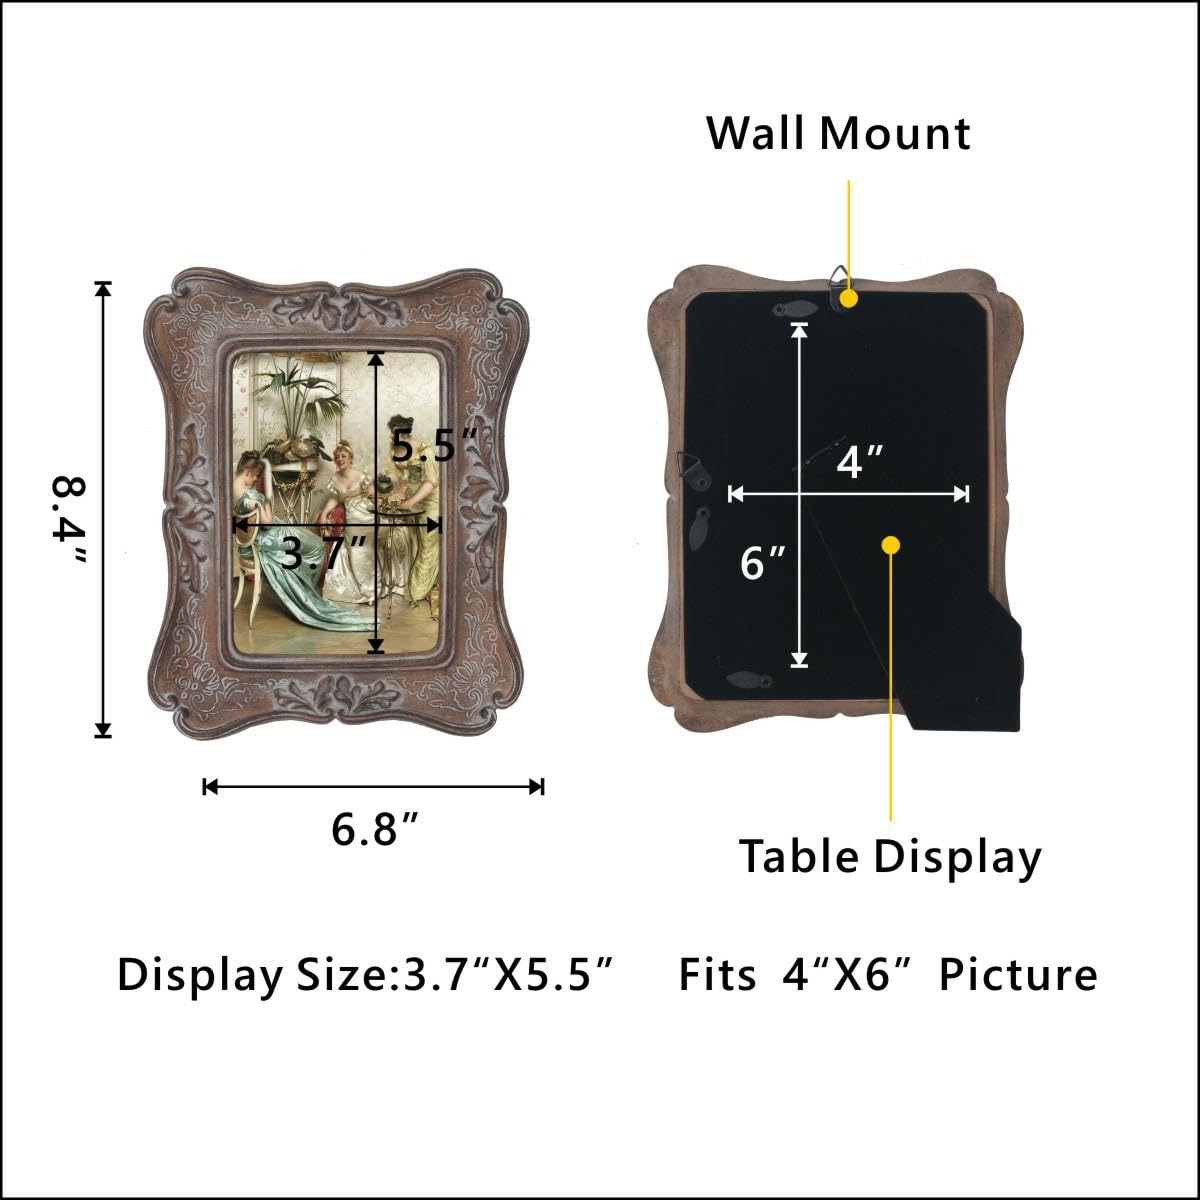 Wall Mount
8.4”
5.5“
3.7”
6.8”
4”
6”
Table Display
Display Size:3.7“X5.5” Fits 4“X6” Picture